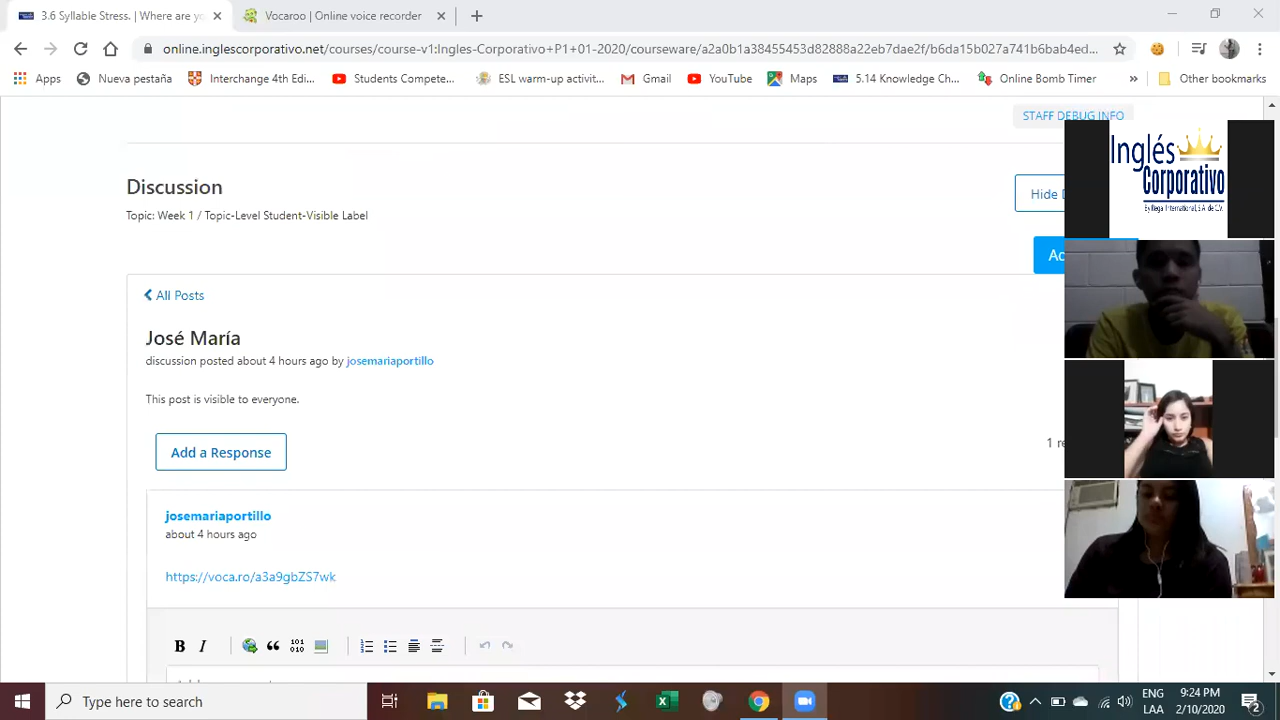 3.6 Syllable Stress. | Where are yo
Vocaroo | Online voice recorder
online.inglescorporativo.net/courses/course-v1:Ingles-Corporativo+P1+01-2020/courseware/a2a0b1a38455453d82888a22eb7dae2f/b6da15b027a741b6bab4ed...
Apps
Nueva pestaña
Interchange 4th Edi...
Students Compete...
ESL warm-up activit...
Gmail
YouTube
Maps
5.14 Knowledge Ch...
Online Bomb Timer
»
Other bookmarks
STAFF DEBUG INFO
Inglés
Corporativo
Discussion
Hide D
Topic: Week 1 / Topic-Level Student-Visible Label
Ac
All Posts
José María
discussion posted about 4 hours ago by josemariaportillo
This post is visible to everyone.
Add a Response
1 re
josemariaportillo
about 4 hours ago
https://voca.ro/a3a9gbZS7wk
B I
Type here to search
ENG
LAA
9:24 PM
2/10/2020
2